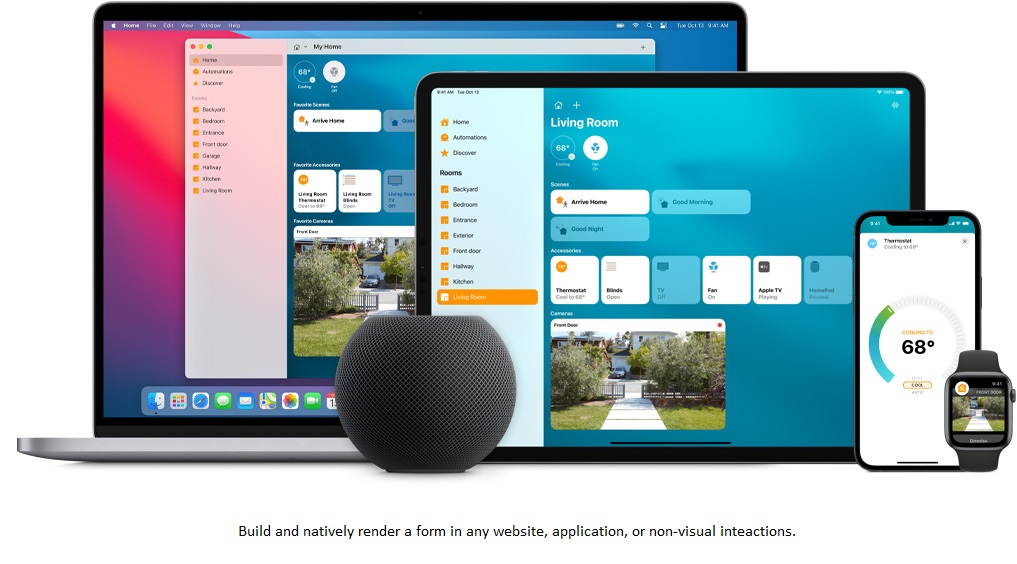 Home File Edit View Window Help
Tue Oct 13 9:41 AM
My Home
Home
Automations
Discover
Rooms
Backyard
Bedroom
Entrance
Front door
Garage
Hallway
Kitchen
Living Room
68°
Cooling
Fan
Off
Favorite Scenes
Arrive Home
Favorite Accessories
Living Room
Thermostat
Cool to 68°
Living Room
Blinds
Open
TV
Off
Favorite Cameras
Front Door
9:41 AM Tue Oct 13
100%
Home
Automations
Discover
Rooms
Backyard
Bedroom
Entrance
Exterior
Front door
Hallway
Kitchen
Living Room
Living Room
68°
Cooling
Fan
On
Scenes
Arrive Home
Good Morning
Good Night
Accessories
Thermostat
Cool to 68°
Blinds
Open
TV
Off
Fan
On
Apple TV
Playing
HomePod
Paused
Cameras
Front Door
9:41
Thermostat
Cooling to 68°
COOLING TO
68°
COOL
9:41
FRONT DOOR
Dismiss
Build and natively render a form in any website, application, or non-visual inteactions.